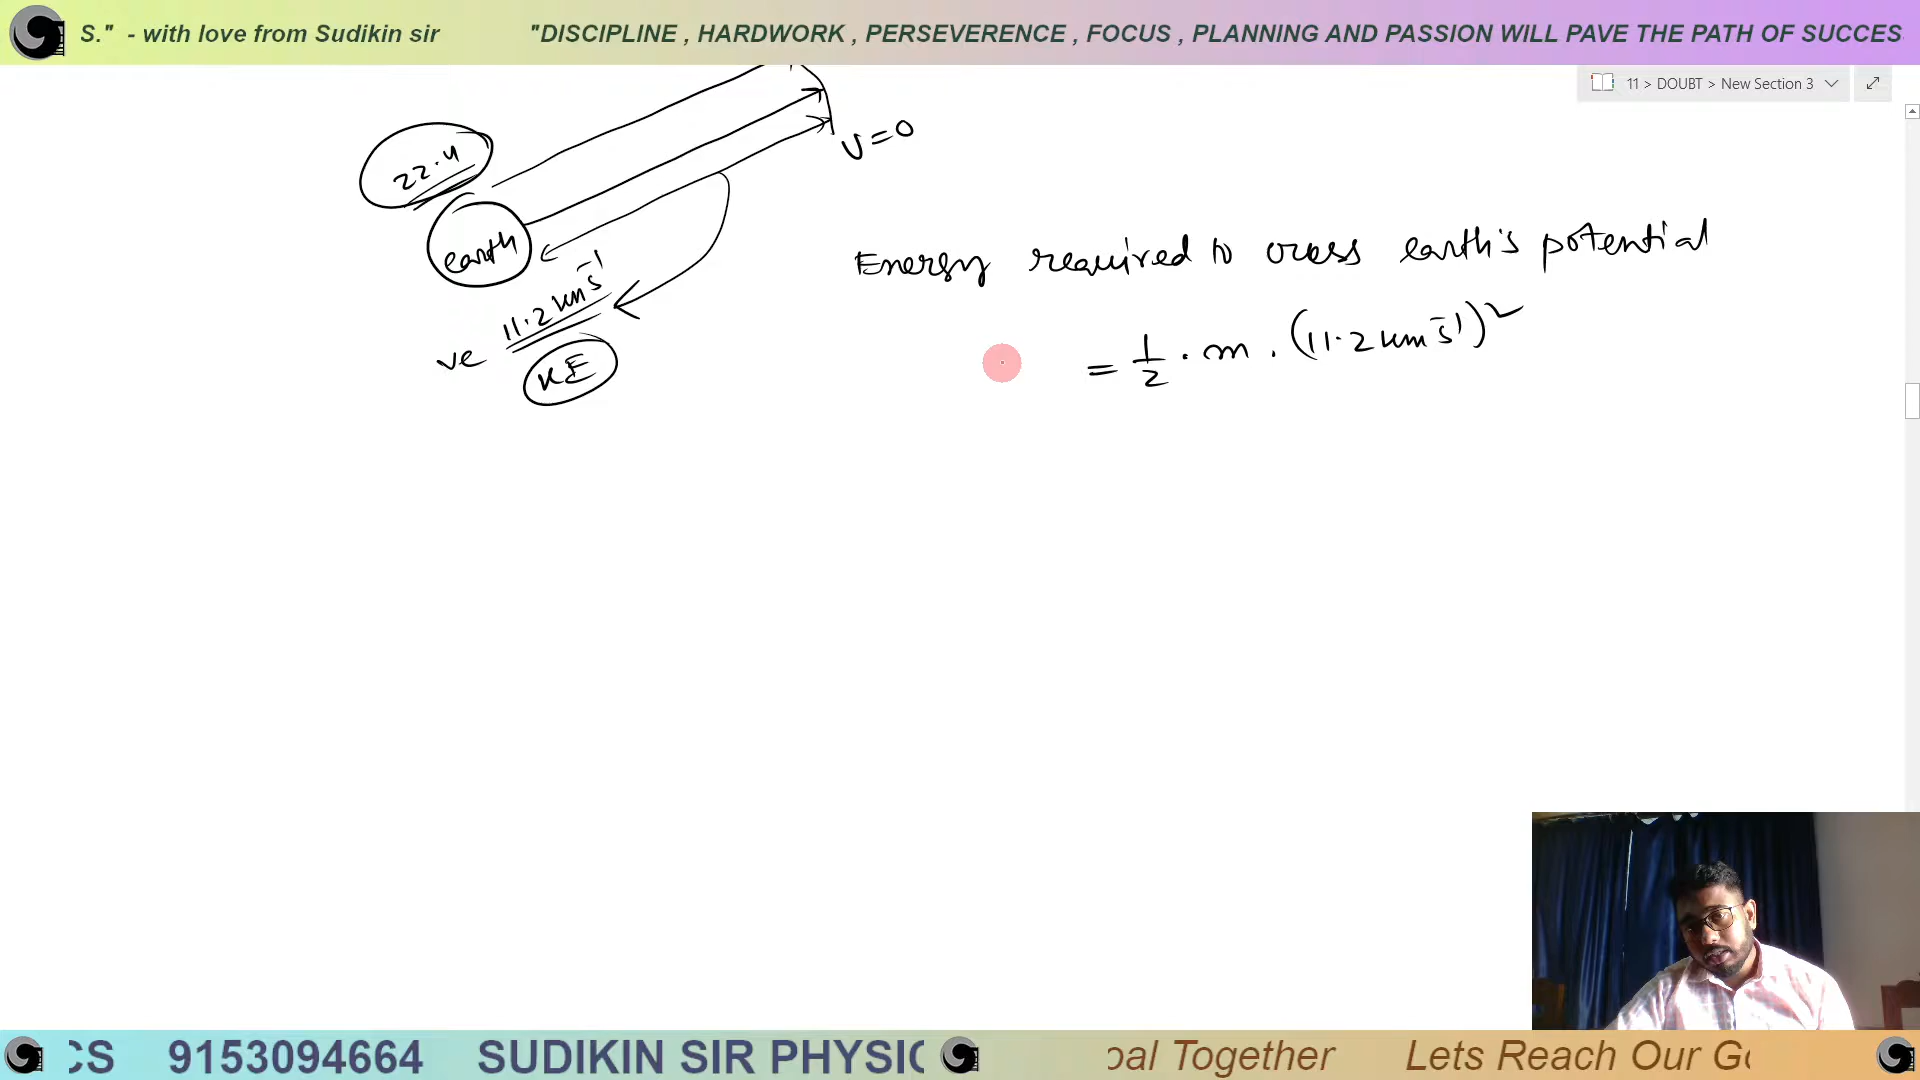 S." - with love from Sudikin sir "DISCIPLINE , HARDWORK , PERSEVERENCE , FOCUS , PLANNING AND PASSION WILL PAVE THE PATH OF SUCCES
11 > DOUBT > New Section 3
22.4
v=0
earth
Energy required to cross earth's potential
ve 11.2 km s⁻¹
KE
= 1/2 . m . (11.2 km s⁻¹)²
CS 9153094664 SUDIKIN SIR PHYSIC oal Together Lets Reach Our Go